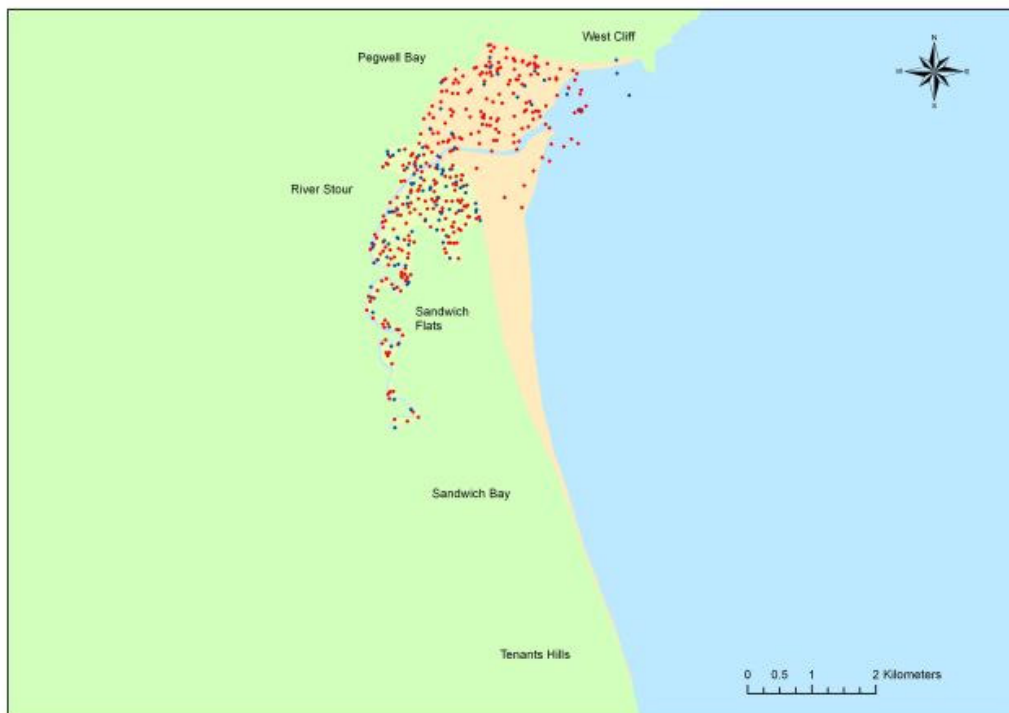 West Cliff
Pegwell Bay
N
W E
S
River Stour
Sandwich
Flats
Sandwich Bay
Tenants Hills
0 0.5 1 2 Kilometers